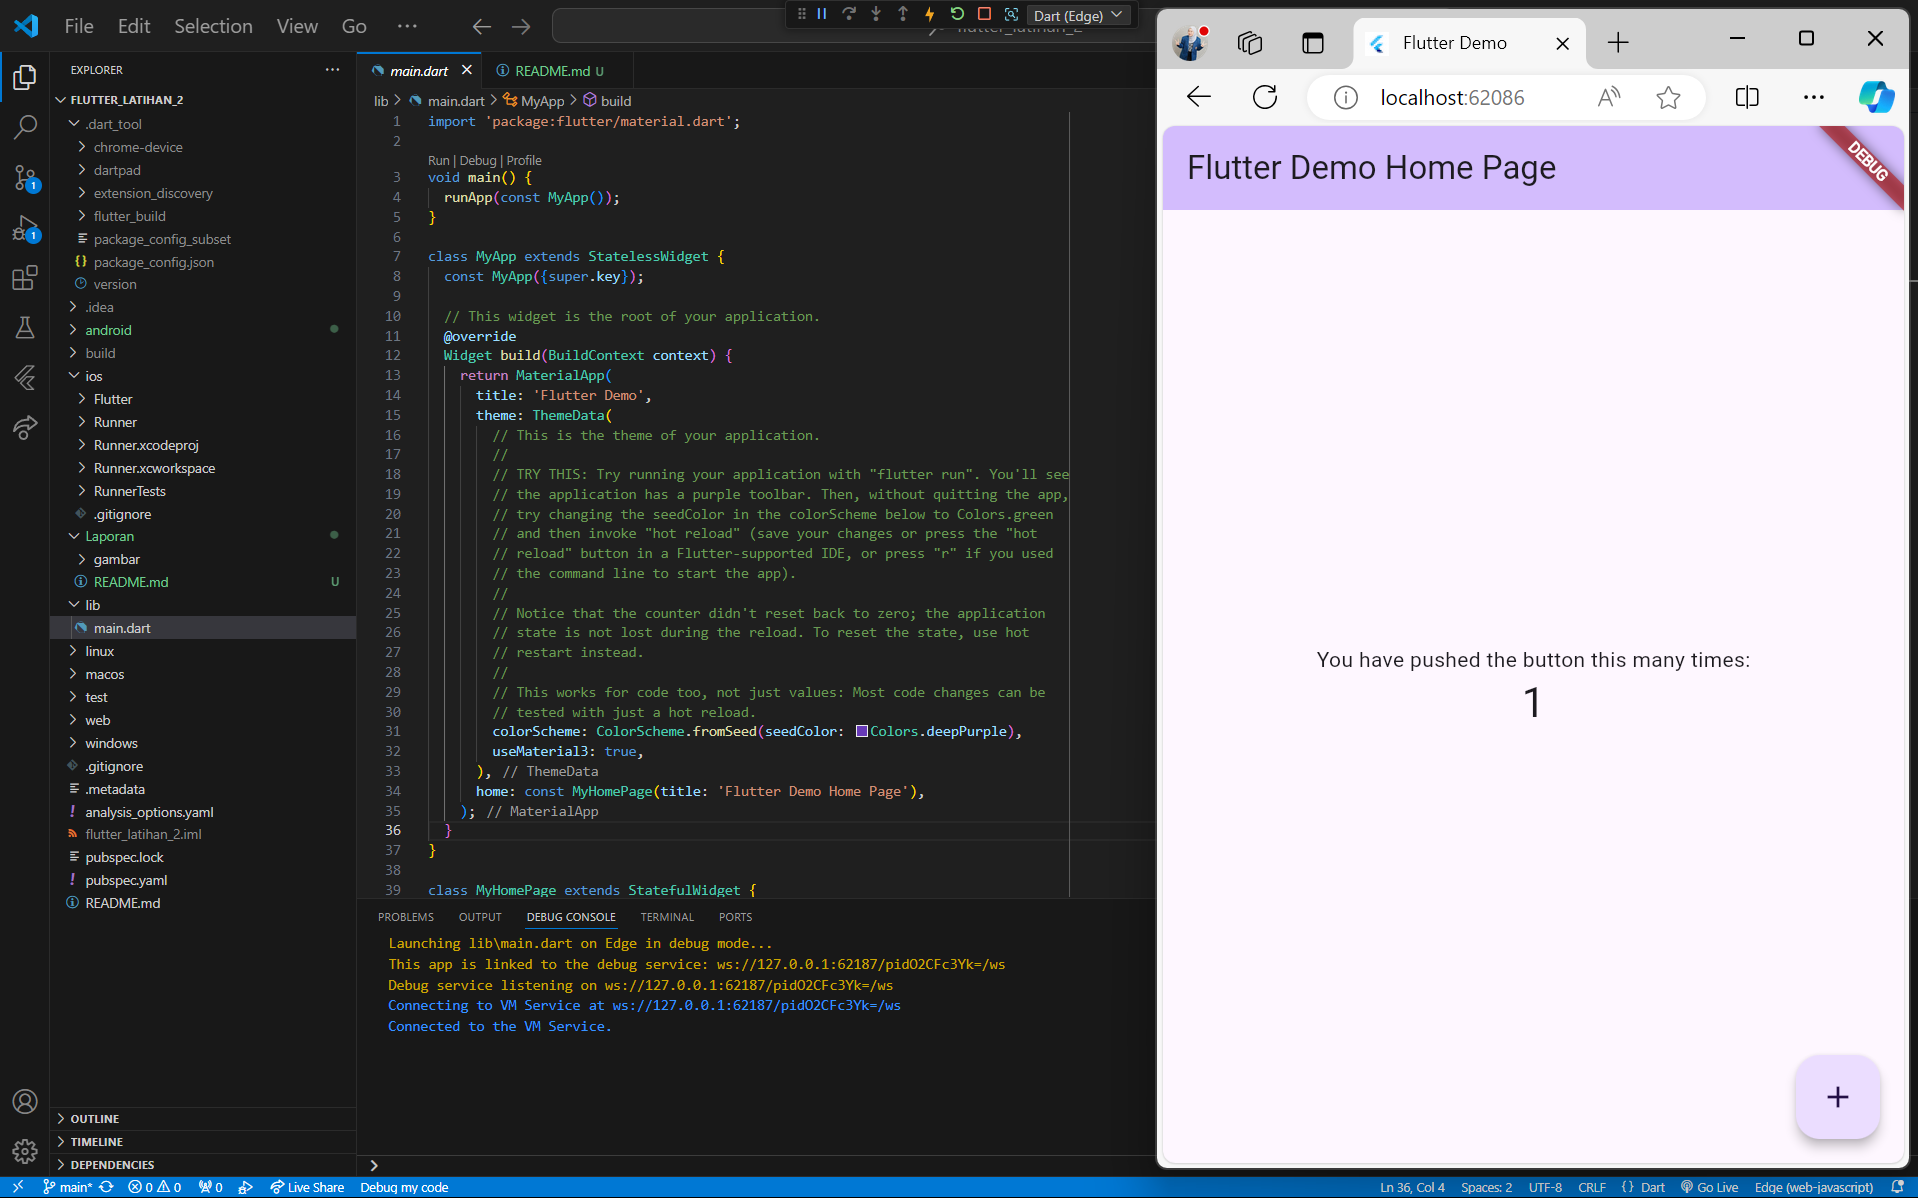 File Edit Selection View Go
Dart (Edge)
EXPLORER
FLUTTER_LATIHAN_2
.dart_tool
chrome-device
dartpad
extension_discovery
flutter_build
package_config_subset
package_config.json
version
.idea
android
build
ios
Flutter
Runner
Runner.xcodeproj
Runner.xcworkspace
RunnerTests
.gitignore
Laporan
gambar
README.md U
lib
main.dart
linux
macos
test
web
windows
.gitignore
.metadata
analysis_options.yaml
flutter_latihan_2.iml
pubspec.lock
pubspec.yaml
README.md
OUTLINE
TIMELINE
DEPENDENCIES
1
1
main.dart README.md U
lib main.dart MyApp build
1 import 'package:flutter/material.dart';
2
Run | Debug | Profile
3 void main() {
4 runApp(const MyApp());
5 }
6
7 class MyApp extends StatelessWidget {
8 const MyApp({super.key});
9
10 // This widget is the root of your application.
11 @override
12 Widget build(BuildContext context) {
13 return MaterialApp(
14 title: 'Flutter Demo',
15 theme: ThemeData(
16 // This is the theme of your application.
17 //
18 // TRY THIS: Try running your application with "flutter run". You'll see
19 // the application has a purple toolbar. Then, without quitting the app,
20 // try changing the seedColor in the colorScheme below to Colors.green
21 // and then invoke "hot reload" (save your changes or press the "hot
22 // reload" button in a Flutter-supported IDE, or press "r" if you used
23 // the command line to start the app).
24 //
25 // Notice that the counter didn't reset back to zero; the application
26 // state is not lost during the reload. To reset the state, use hot
27 // restart instead.
28 //
29 // This works for code too, not just values: Most code changes can be
30 // tested with just a hot reload.
31 colorScheme: ColorScheme.fromSeed(seedColor: Colors.deepPurple),
32 useMaterial3: true,
33 ), // ThemeData
34 home: const MyHomePage(title: 'Flutter Demo Home Page'),
35 ); // MaterialApp
36 }
37 }
38
39 class MyHomePage extends StatefulWidget {
PROBLEMS OUTPUT DEBUG CONSOLE TERMINAL PORTS
Launching lib\main.dart on Edge in debug mode...
This app is linked to the debug service: ws://127.0.0.1:62187/pidO2CFc3Yk=/ws
Debug service listening on ws://127.0.0.1:62187/pidO2CFc3Yk=/ws
Connecting to VM Service at ws://127.0.0.1:62187/pidO2CFc3Yk=/ws
Connected to the VM Service.
Flutter Demo
localhost:62086
Flutter Demo Home Page
DEBUG
You have pushed the button this many times:
1
+
main* 0 0 0 Live Share Debug my code Ln 36, Col 4 Spaces: 2 UTF-8 CRLF {} Dart Go Live Edge (web-javascript)